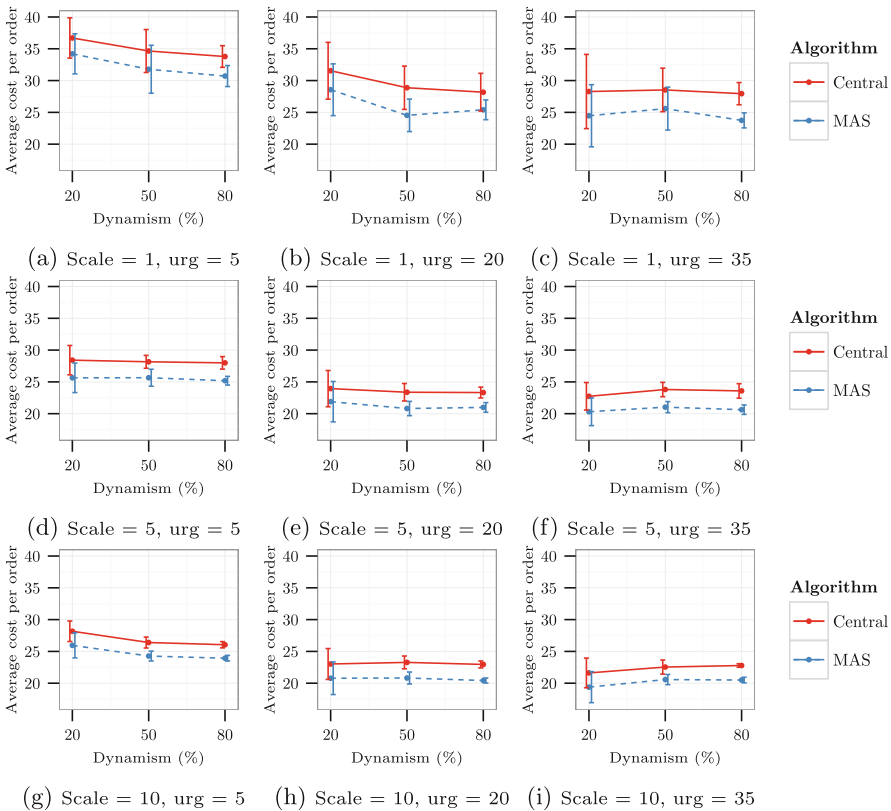 Average cost per order
40
35
30
25
20
20 50 80
Dynamism (%)
(a) Scale = 1, urg = 5
Average cost per order
40
35
30
25
20
20 50 80
Dynamism (%)
(b) Scale = 1, urg = 20
Average cost per order
40
35
30
25
20
20 50 80
Dynamism (%)
(c) Scale = 1, urg = 35
Algorithm
Central
MAS
Average cost per order
40
35
30
25
20
20 50 80
Dynamism (%)
(d) Scale = 5, urg = 5
Average cost per order
40
35
30
25
20
20 50 80
Dynamism (%)
(e) Scale = 5, urg = 20
Average cost per order
40
35
30
25
20
20 50 80
Dynamism (%)
(f) Scale = 5, urg = 35
Algorithm
Central
MAS
Average cost per order
40
35
30
25
20
20 50 80
Dynamism (%)
(g) Scale = 10, urg = 5
Average cost per order
40
35
30
25
20
20 50 80
Dynamism (%)
(h) Scale = 10, urg = 20
Average cost per order
40
35
30
25
20
20 50 80
Dynamism (%)
(i) Scale = 10, urg = 35
Algorithm
Central
MAS